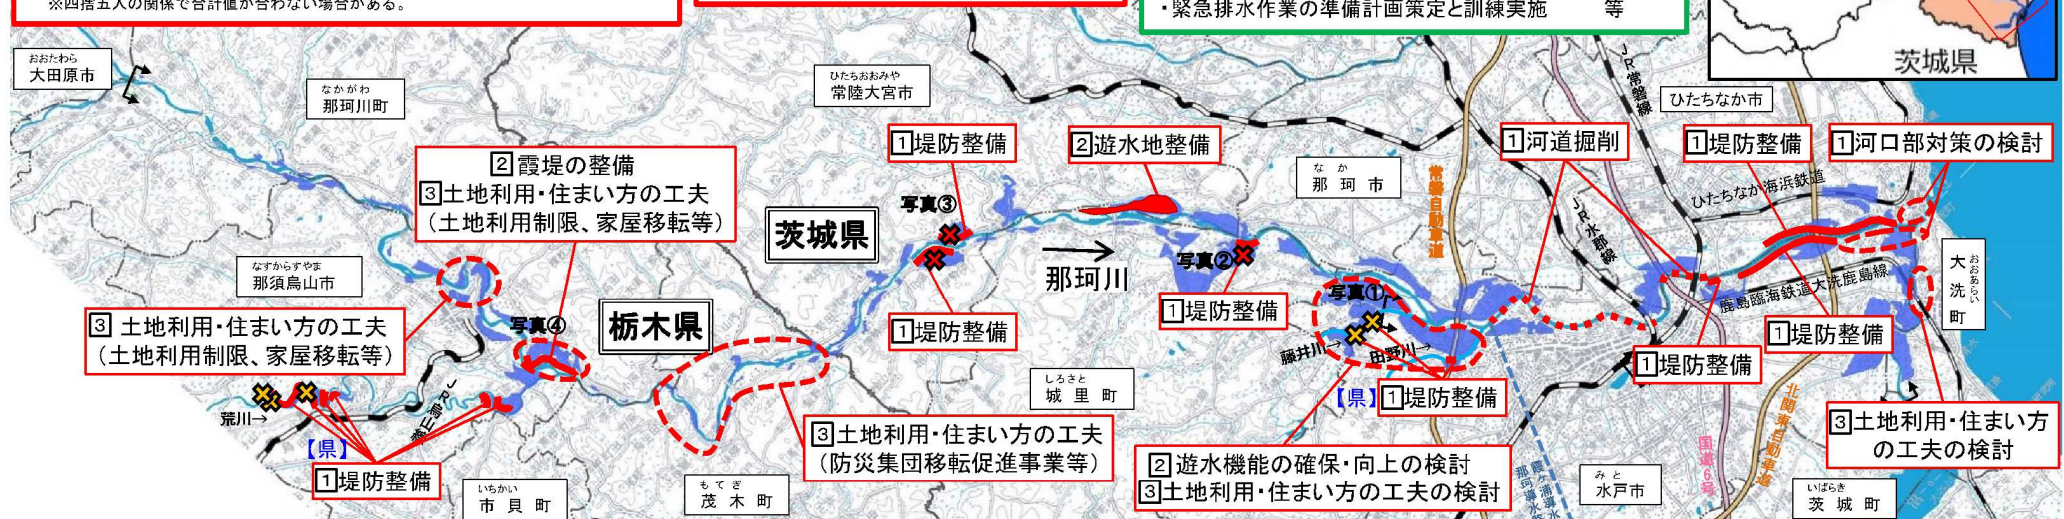 ※四捨五入の関係で合計値が合わない場合がある。
・緊急排水作業の準備計画策定と訓練実施 等
茨城県
おおたわら
大田原市
なかがわ
那珂川町
ひたちおおみや
常陸大宮市
JR常磐線
ひたちなか市
1堤防整備
2遊水地整備
1河道掘削
1堤防整備
1河口部対策の検討
2霞堤の整備
3土地利用・住まい方の工夫
(土地利用制限、家屋移転等)
なか
那珂市
常磐自動車道
ひたちなか海浜鉄道
写真③
茨城県
JR水郡線
那珂川
写真②
おおあらい
大洗町
なすからすやま
那須烏山市
鹿島臨海鉄道大洗鹿島線
写真①
1堤防整備
3 土地利用・住まい方の工夫
(土地利用制限、家屋移転等)
写真④
栃木県
1堤防整備
1堤防整備
藤井川→
田野川→
1堤防整備
しろさと
城里町
【県】
1堤防整備
荒川→
JR烏山線
【県】
1堤防整備
3土地利用・住まい方の工夫
(防災集団移転促進事業等)
2遊水機能の確保・向上の検討
3土地利用・住まい方の工夫の検討
3土地利用・住まい方
の工夫の検討
北関東自動車道
国道6号
霞ヶ浦導水
那珂導水路
いちかい
市貝町
もてぎ
茂木町
みと
水戸市
いばらき
茨城町